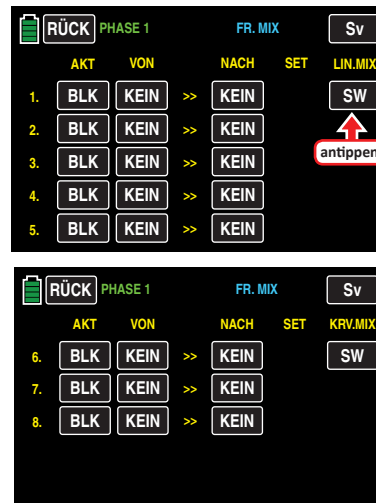 RÜCK PHASE 1 FR. MIX Sv
AKT VON NACH SET LIN.MIX
1. BLK KEIN >> KEIN SW
2. BLK KEIN >> KEIN
antippen
3. BLK KEIN >> KEIN
4. BLK KEIN >> KEIN
5. BLK KEIN >> KEIN
RÜCK PHASE 1 FR. MIX Sv
AKT VON NACH SET KRV.MIX
6. BLK KEIN >> KEIN SW
7. BLK KEIN >> KEIN
8. BLK KEIN >> KEIN